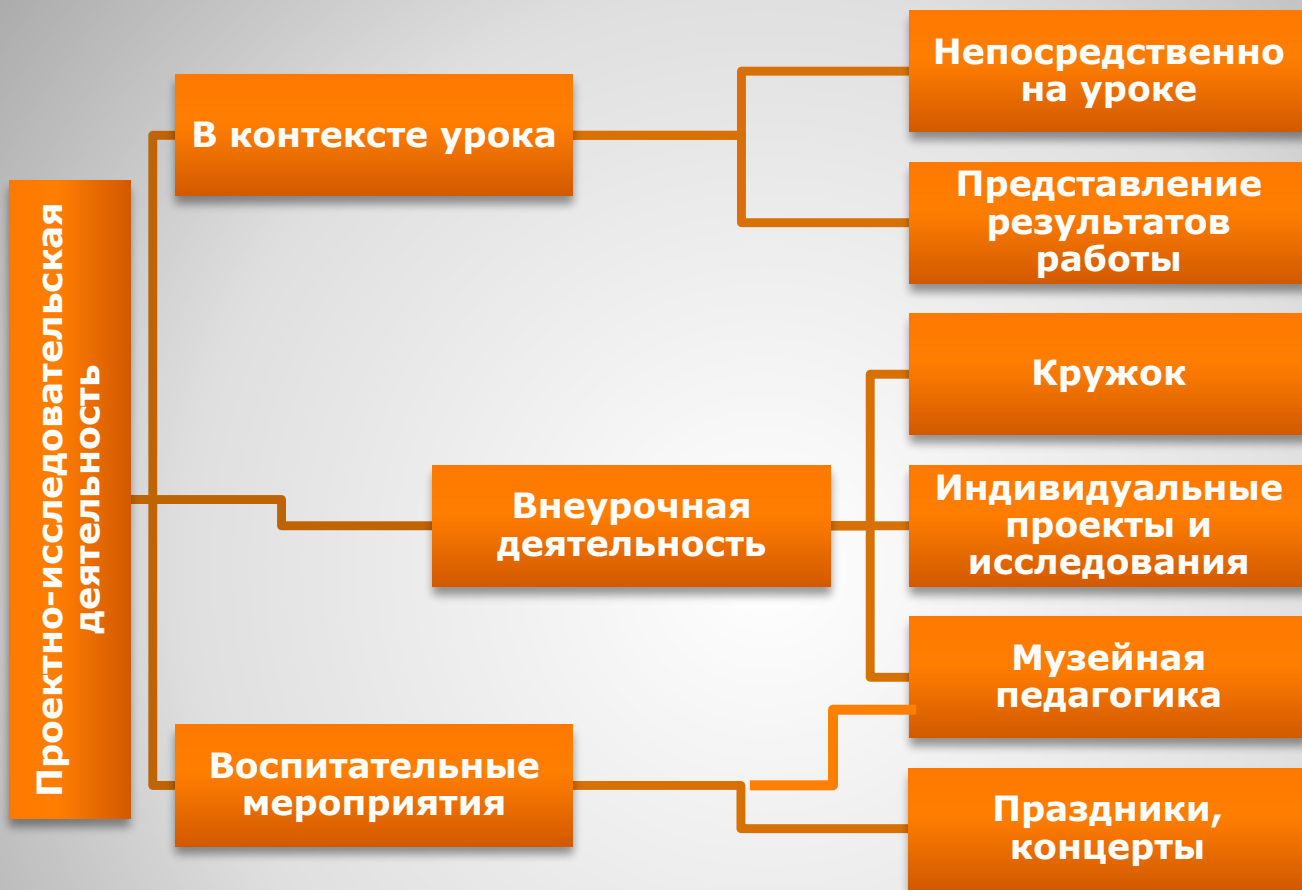 Проектно-исследовательская
деятельность
В контексте урока
Непосредственно
на уроке
Представление
результатов
работы
Внеурочная
деятельность
Кружок
Индивидуальные
проекты и
исследования
Музейная
педагогика
Воспитательные
мероприятия
Праздники,
концерты